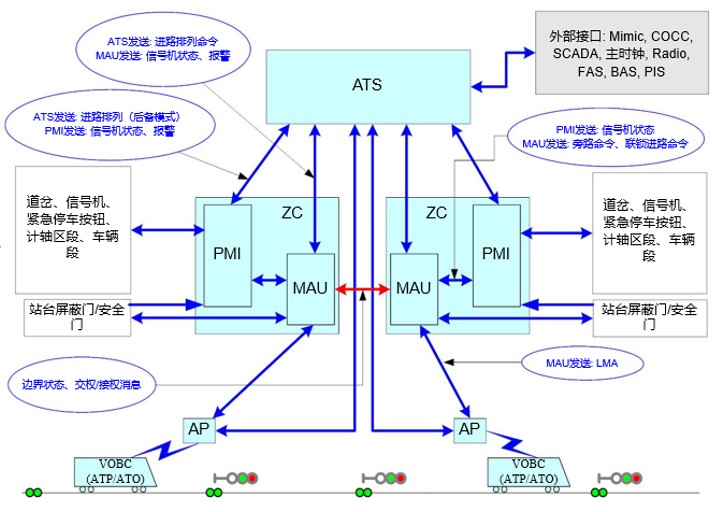 ATS发送: 进路排列命令
MAU发送: 信号机状态、报警
ATS
外部接口: Mimic, COCC,
SCADA, 主时钟, Radio,
FAS, BAS, PIS
ATS发送: 进路排列（后备模式）
PMI发送: 信号机状态、报警
PMI发送: 信号机状态
MAU发送: 旁路命令、联锁进路命令
道岔、信号机、
紧急停车按钮、
计轴区段、车辆
段
ZC
PMI
MAU
ZC
MAU
PMI
道岔、信号机、
紧急停车按钮、
计轴区段、车辆
段
站台屏蔽门/安全
门
站台屏蔽门/安全
门
边界状态、交权/接权消息
MAU发送: LMA
AP
AP
VOBC
(ATP/ATO)
VOBC
(ATP/ATO)